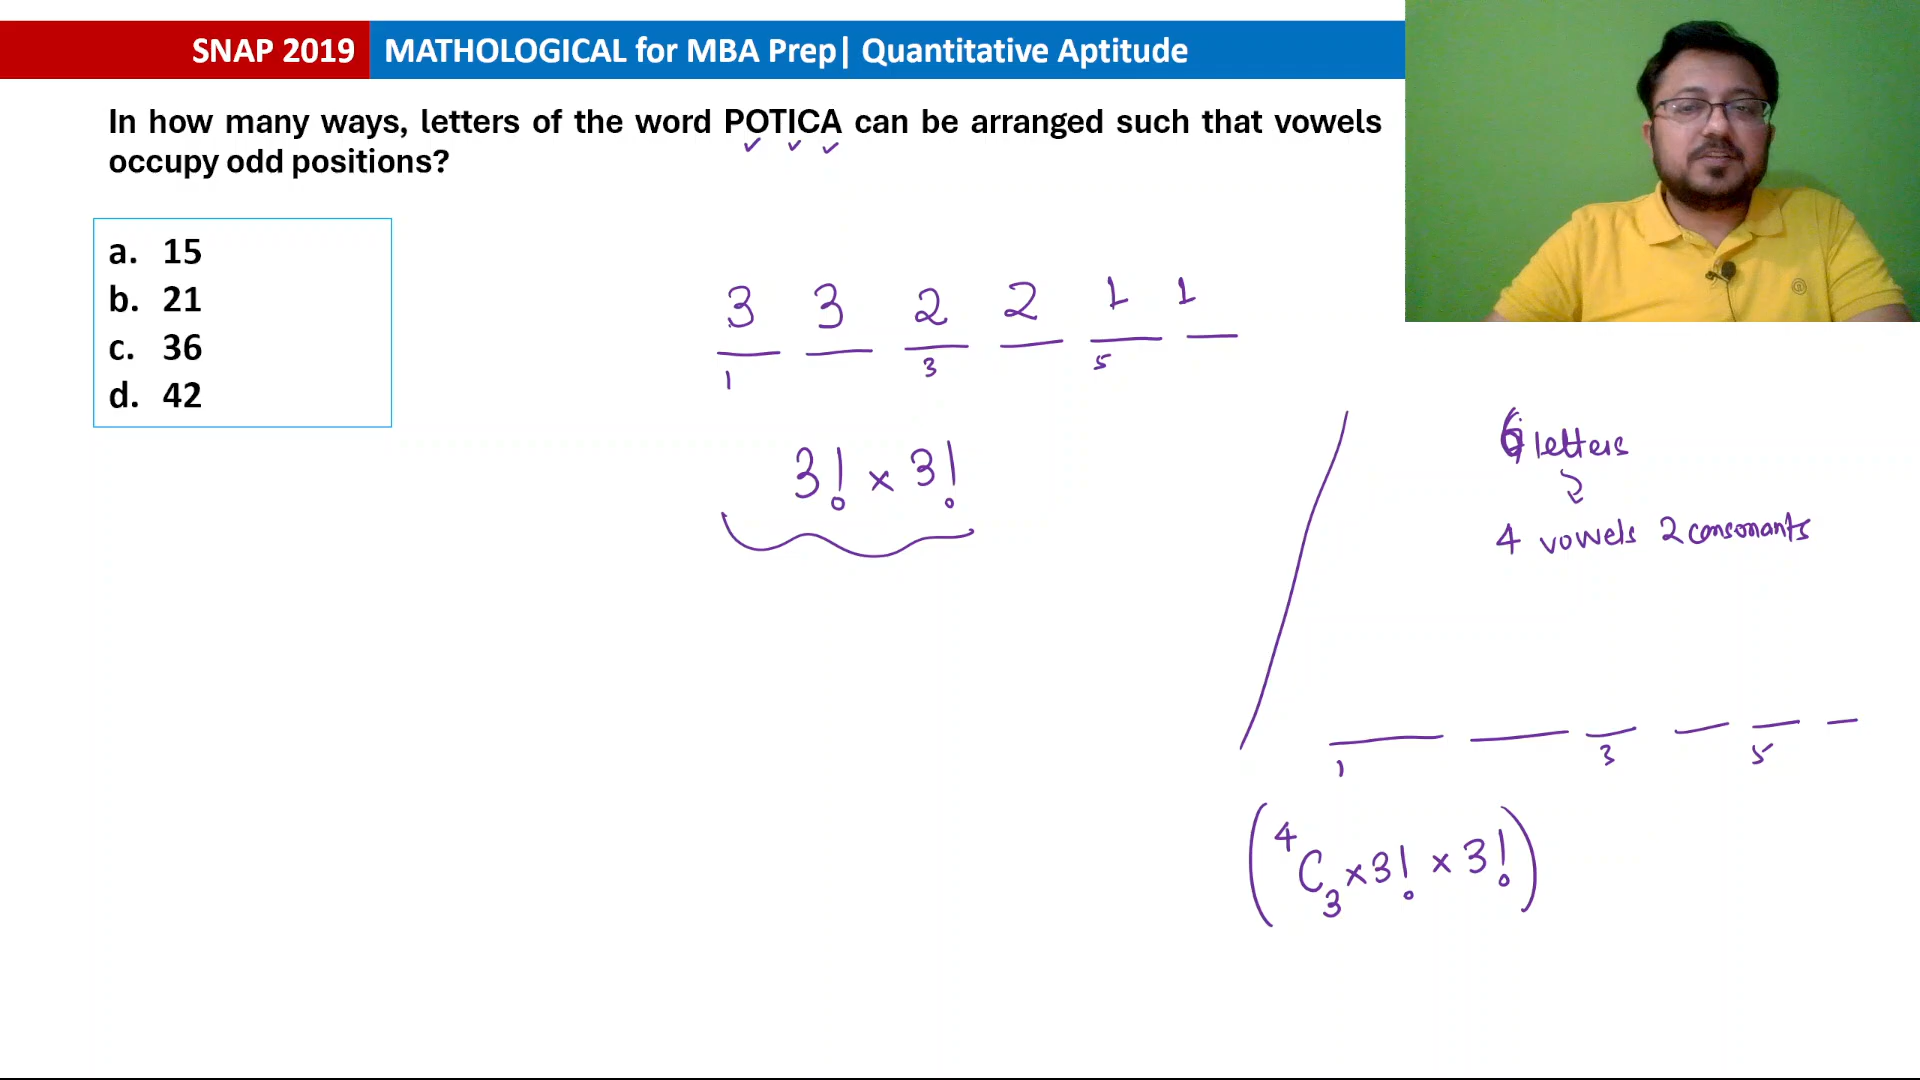 SNAP 2019 MATHOLOGICAL for MBA Prep| Quantitative Aptitude
In how many ways, letters of the word POTICA can be arranged such that vowels
occupy odd positions?
a. 15
b. 21
c. 36
d. 42
3 3 2 2 1 1
1 3 5
3! × 3!
6 letters
4 vowels 2 consonants
1 3 5
(⁴C₃ × 3! × 3!)